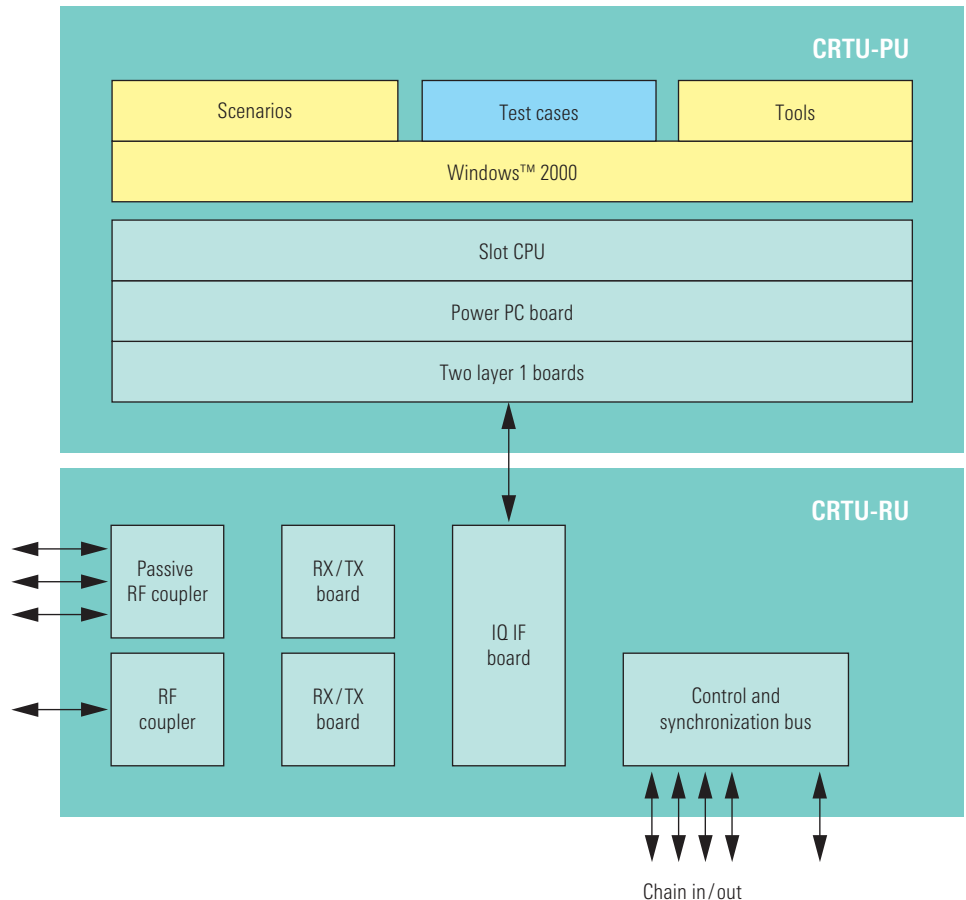 CRTU-PU
Scenarios
Test cases
Tools
Windows™ 2000
Slot CPU
Power PC board
Two layer 1 boards
CRTU-RU
Passive
RF coupler
RX/TX
board
IQ IF
board
RF
coupler
RX/TX
board
Control and
synchronization bus
Chain in/out